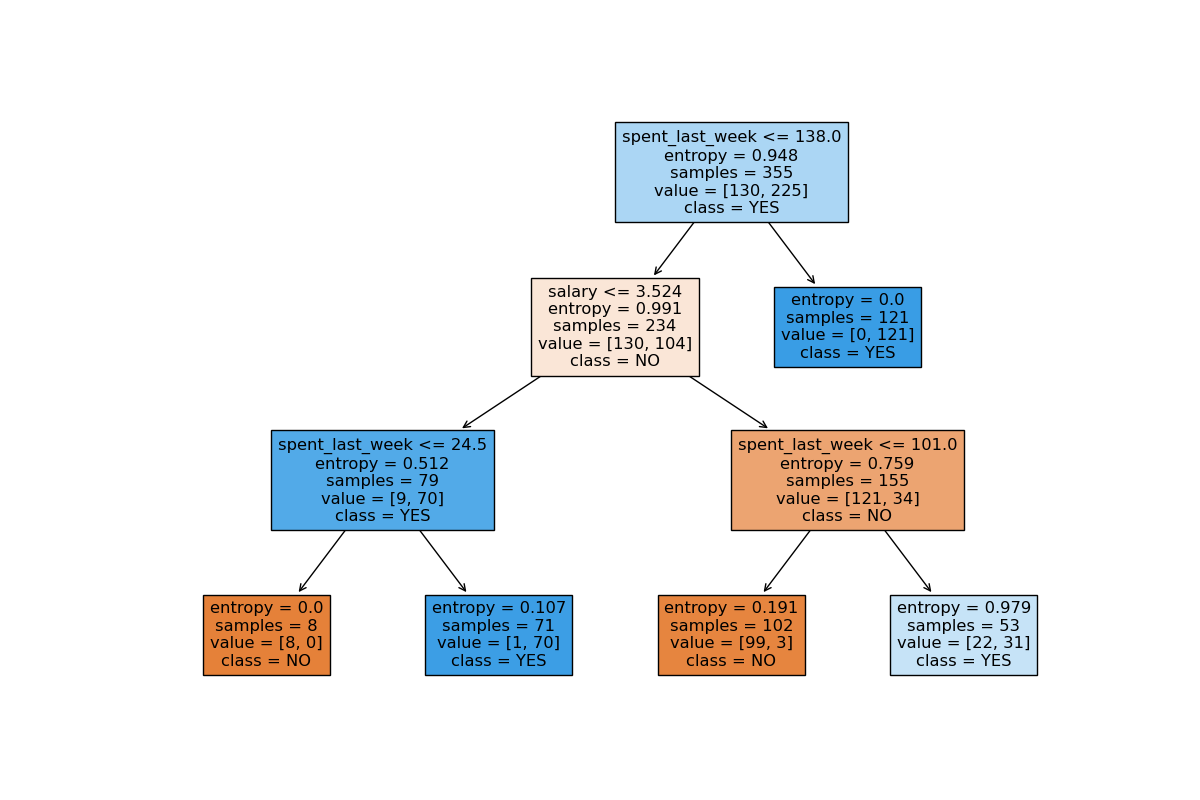 spent_last_week <= 138.0
entropy = 0.948
samples = 355
value = [130, 225]
class = YES
salary <= 3.524
entropy = 0.991
samples = 234
value = [130, 104]
class = NO
entropy = 0.0
samples = 121
value = [0, 121]
class = YES
spent_last_week <= 24.5
entropy = 0.512
samples = 79
value = [9, 70]
class = YES
spent_last_week <= 101.0
entropy = 0.759
samples = 155
value = [121, 34]
class = NO
entropy = 0.0
samples = 8
value = [8, 0]
class = NO
entropy = 0.107
samples = 71
value = [1, 70]
class = YES
entropy = 0.191
samples = 102
value = [99, 3]
class = NO
entropy = 0.979
samples = 53
value = [22, 31]
class = YES